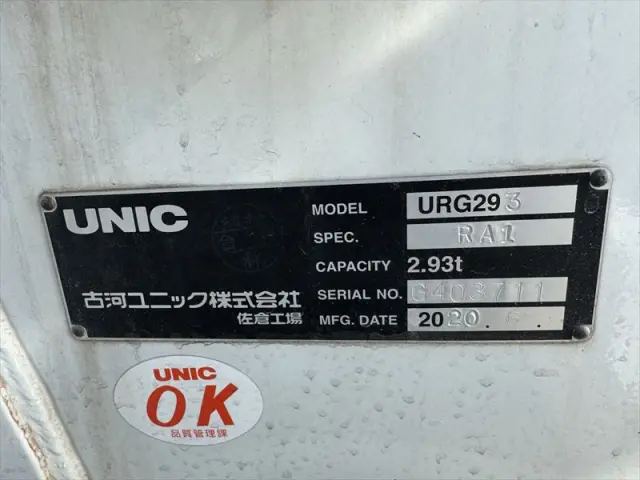 UNIC
MODEL URG293
SPEC. RA1
CAPACITY 2.93t
古河ユニック株式会社
SERIAL NO. G403711
佐倉工場
MFG. DATE 2020.
UNIC
OK
品質管理課